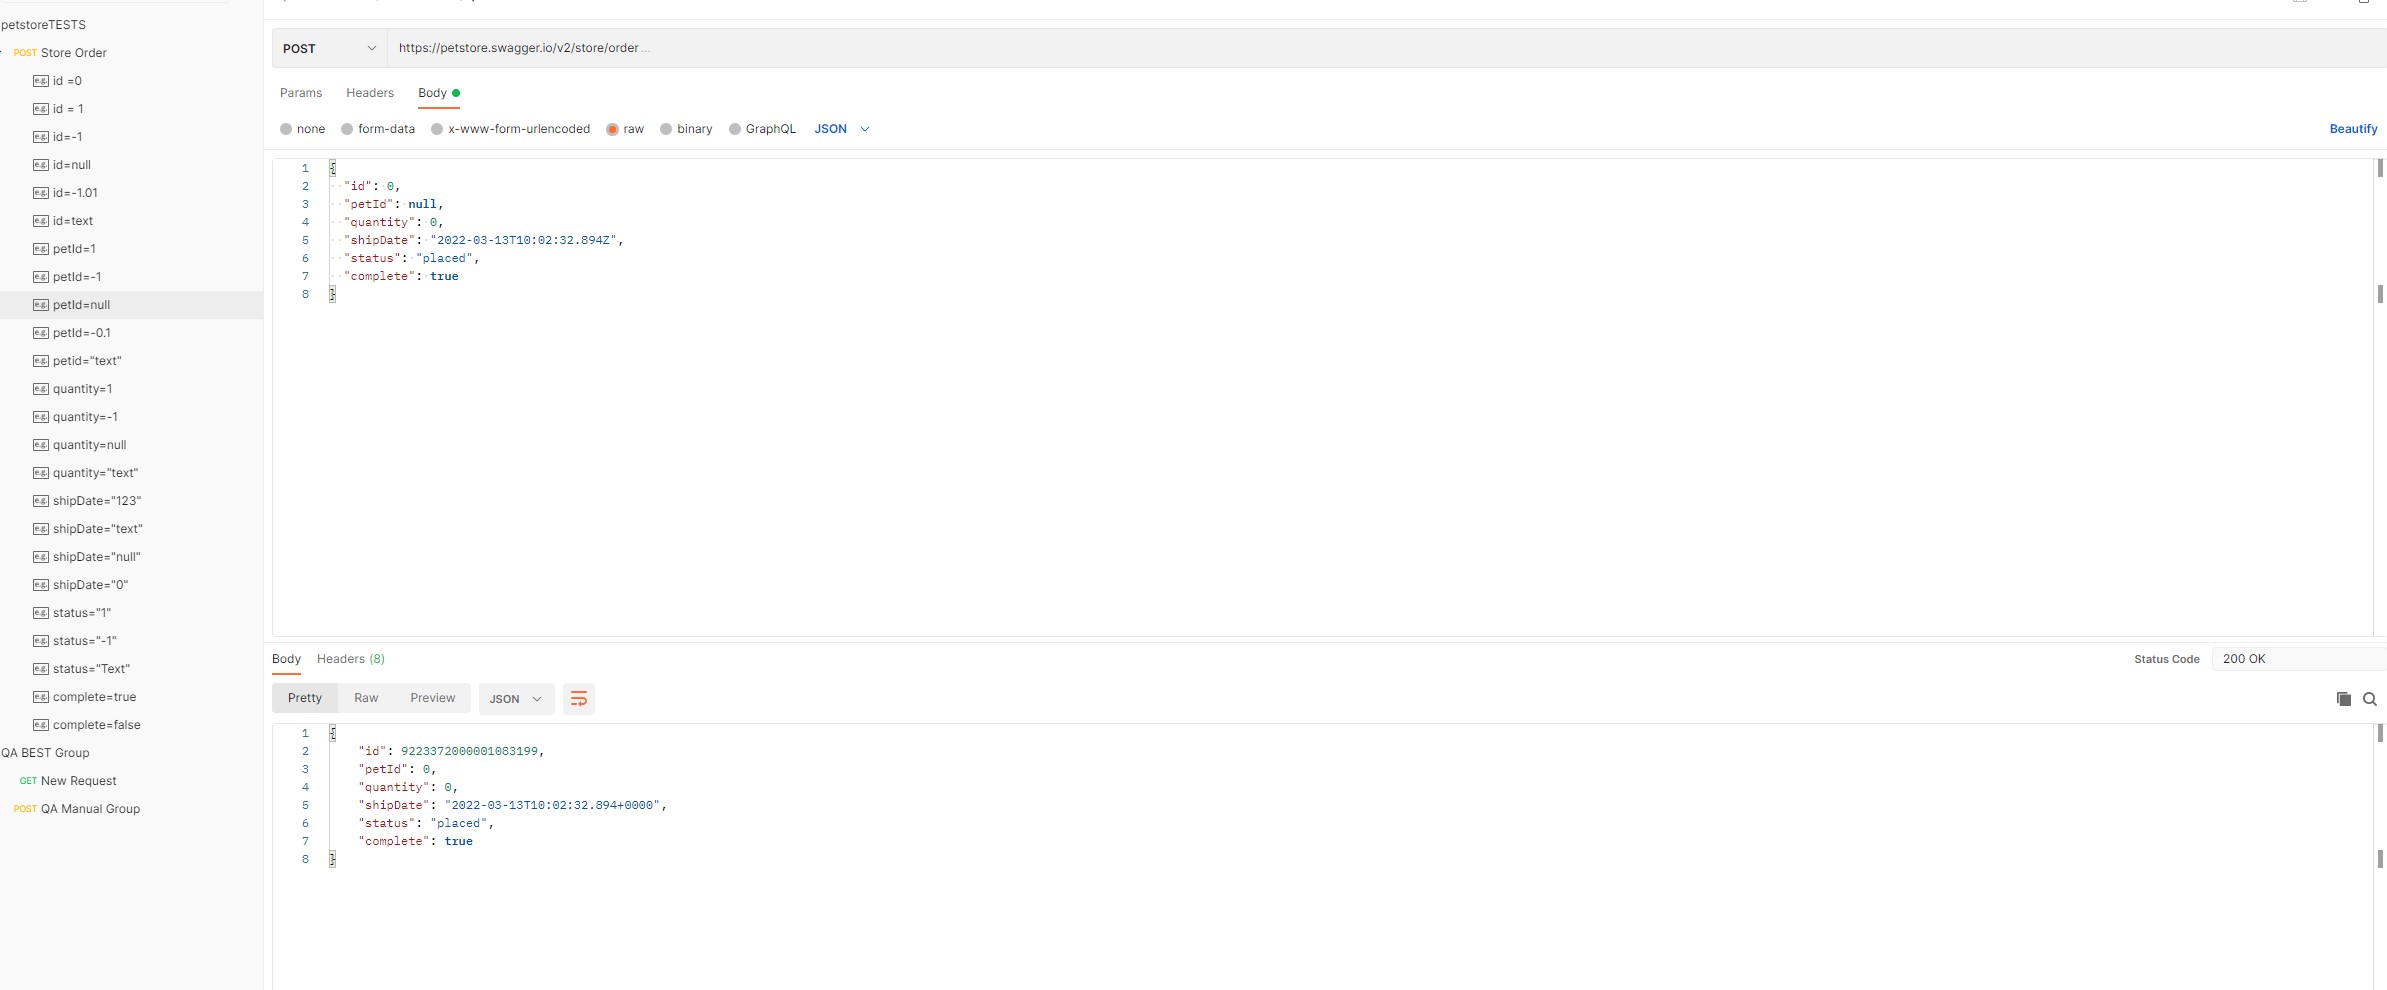 petstoreTESTS
POST Store Order
e.g. id =0
e.g. id = 1
e.g. id=-1
e.g. id=null
e.g. id=-1.01
e.g. id=text
e.g. petId=1
e.g. petId=-1
e.g. petId=null
e.g. petId=-0.1
e.g. petid="text"
e.g. quantity=1
e.g. quantity=-1
e.g. quantity=null
e.g. quantity="text"
e.g. shipDate="123"
e.g. shipDate="text"
e.g. shipDate="null"
e.g. shipDate="0"
e.g. status="1"
e.g. status="-1"
e.g. status="Text"
e.g. complete=true
e.g. complete=false
QA BEST Group
GET New Request
POST QA Manual Group
POST https://petstore.swagger.io/v2/store/order ...
Params Headers Body
none form-data x-www-form-urlencoded raw binary GraphQL JSON Beautify
1 {
2 "id": 0,
3 "petId": null,
4 "quantity": 0,
5 "shipDate": "2022-03-13T10:02:32.894Z",
6 "status": "placed",
7 "complete": true
8 }
Body Headers (8) Status Code 200 OK
Pretty Raw Preview JSON
1 {
2 "id": 9223372000001083199,
3 "petId": 0,
4 "quantity": 0,
5 "shipDate": "2022-03-13T10:02:32.894+0000",
6 "status": "placed",
7 "complete": true
8 }